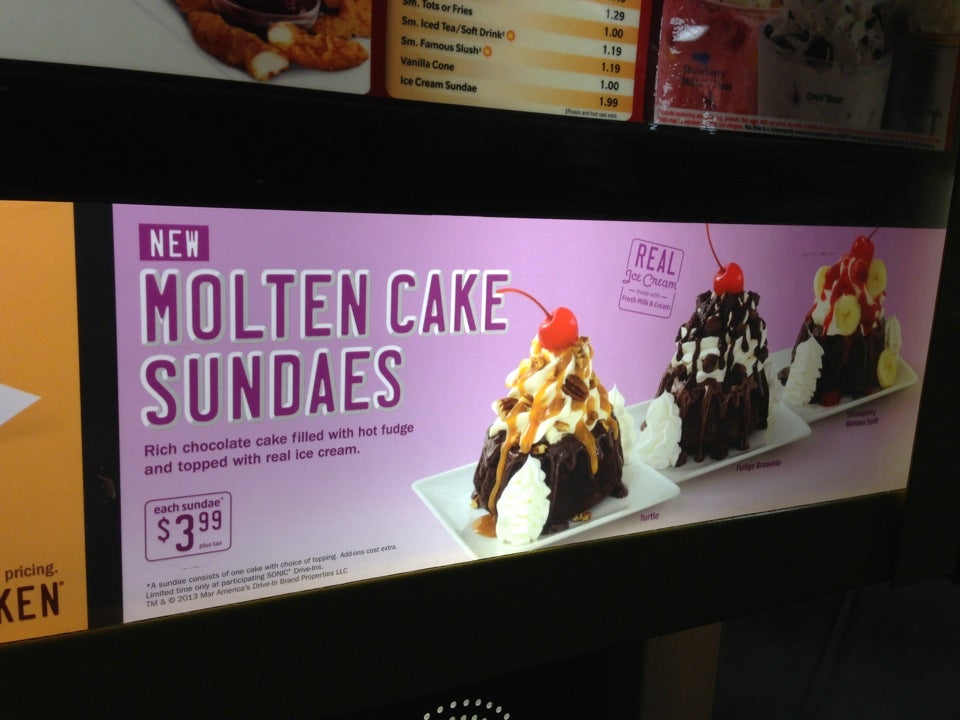 Sm. Tots or Fries 1.29
Sm. Iced Tea/Soft Drink 1.00
Sm. Famous Slush 1.19
Vanilla Cone 1.19
Ice Cream Sundae 1.00
1.99
Oreo® Blast
NEW
MOLTEN CAKE
SUNDAES
Rich chocolate cake filled with hot fudge
and topped with real ice cream.
each sundae*
$3.99
plus tax
*A sundae consists of one cake with choice of topping. Add-ons cost extra.
Limited time only at participating SONIC® Drive-Ins.
TM & © 2013 Mar America's Drive-In Brand Properties LLC
REAL
Ice Cream
made with
Fresh Milk & Cream
Turtle
Fudge Brownie
Strawberry
Banana Split
pricing.
KEN®